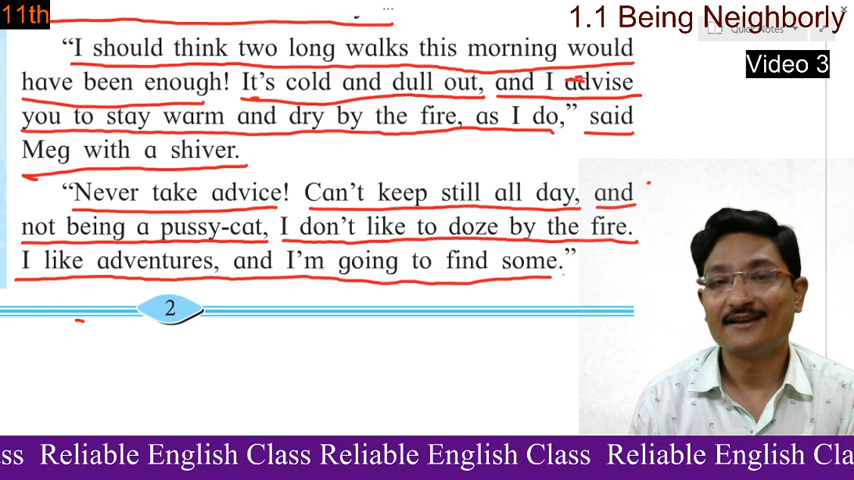 11th
1.1 Being Neighborly
Quick Notes
Video 3
“I should think two long walks this morning would
have been enough! It’s cold and dull out, and I advise
you to stay warm and dry by the fire, as I do,” said
Meg with a shiver.
“Never take advice! Can’t keep still all day, and
not being a pussy-cat, I don’t like to doze by the fire.
I like adventures, and I’m going to find some.”
2
ss Reliable English Class Reliable English Class Reliable English Cla